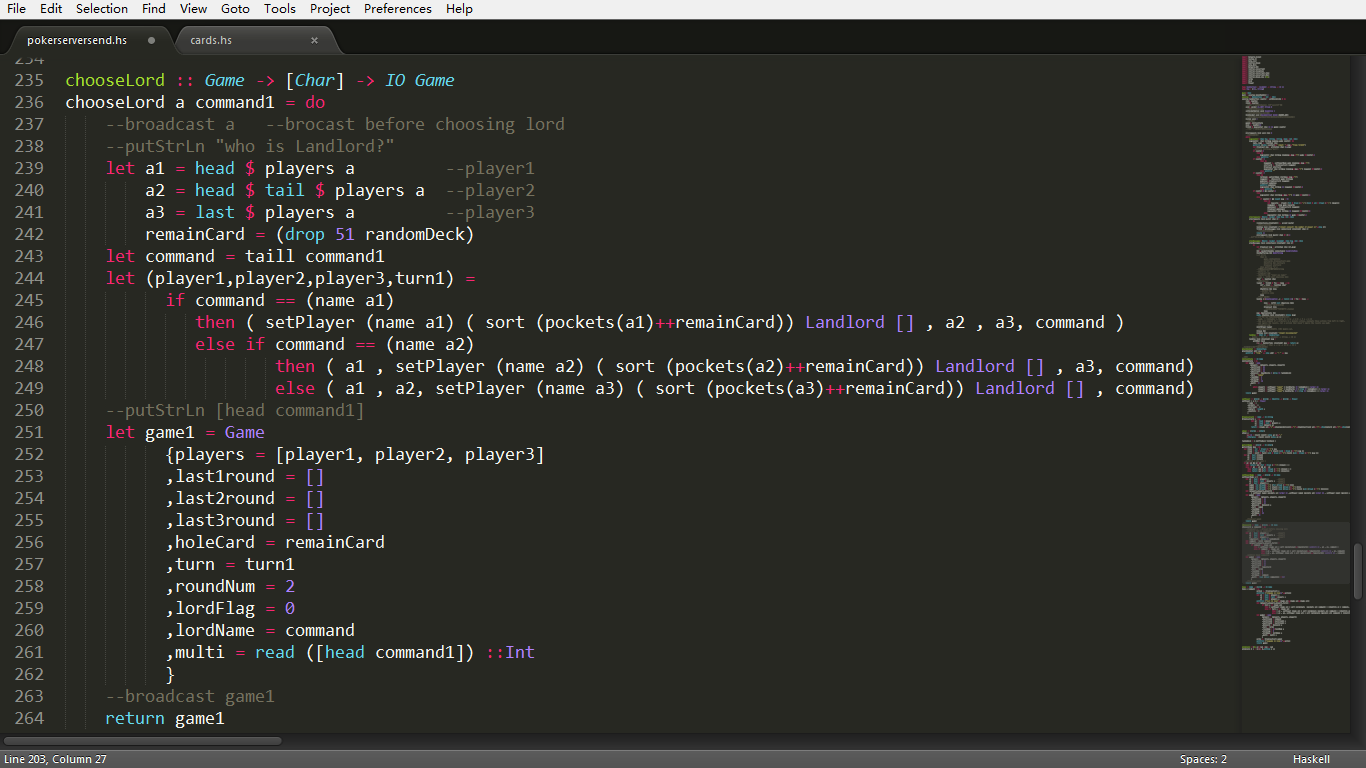 File Edit Selection Find View Goto Tools Project Preferences Help
pokerserversend.hs cards.hs ×
234
235 chooseLord :: Game -> [Char] -> IO Game
236 chooseLord a command1 = do
237     --broadcast a   --brocast before choosing lord
238     --putStrLn "who is Landlord?"
239     let a1 = head $ players a         --player1
240         a2 = head $ tail $ players a  --player2
241         a3 = last $ players a         --player3
242         remainCard = (drop 51 randomDeck)
243     let command = taill command1
244     let (player1,player2,player3,turn1) =
245           if command == (name a1)
246              then ( setPlayer (name a1) ( sort (pockets(a1)++remainCard)) Landlord [] , a2 , a3, command )
247              else if command == (name a2)
248                      then ( a1 , setPlayer (name a2) ( sort (pockets(a2)++remainCard)) Landlord [] , a3, command)
249                      else ( a1 , a2, setPlayer (name a3) ( sort (pockets(a3)++remainCard)) Landlord [] , command)
250     --putStrLn [head command1]
251     let game1 = Game
252           {players = [player1, player2, player3]
253           ,last1round = []
254           ,last2round = []
255           ,last3round = []
256           ,holeCard = remainCard
257           ,turn = turn1
258           ,roundNum = 2
259           ,lordFlag = 0
260           ,lordName = command
261           ,multi = read ([head command1]) ::Int
262           }
263     --broadcast game1
264     return game1
Line 203, Column 27 Spaces: 2 Haskell